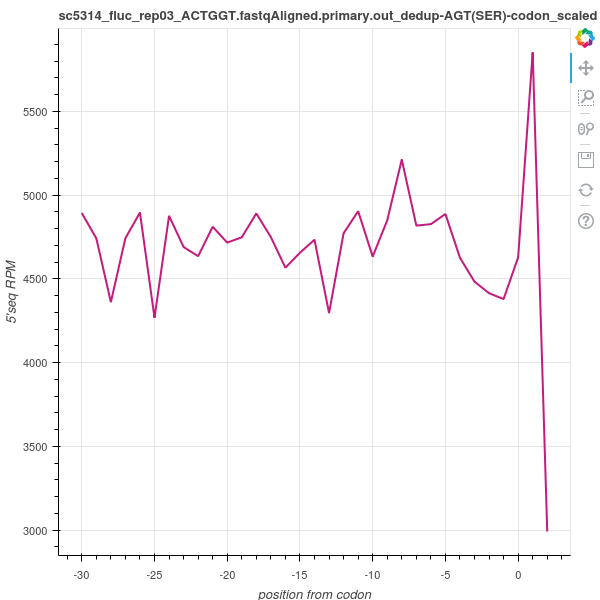 sc5314_fluc_rep03_ACTGGT.fastqAligned.primary.out_dedup-AGT(SER)-codon_scaled
5500
5000
4500
4000
3500
3000
5'seq RPM
-30 -25 -20 -15 -10 -5 0
position from codon